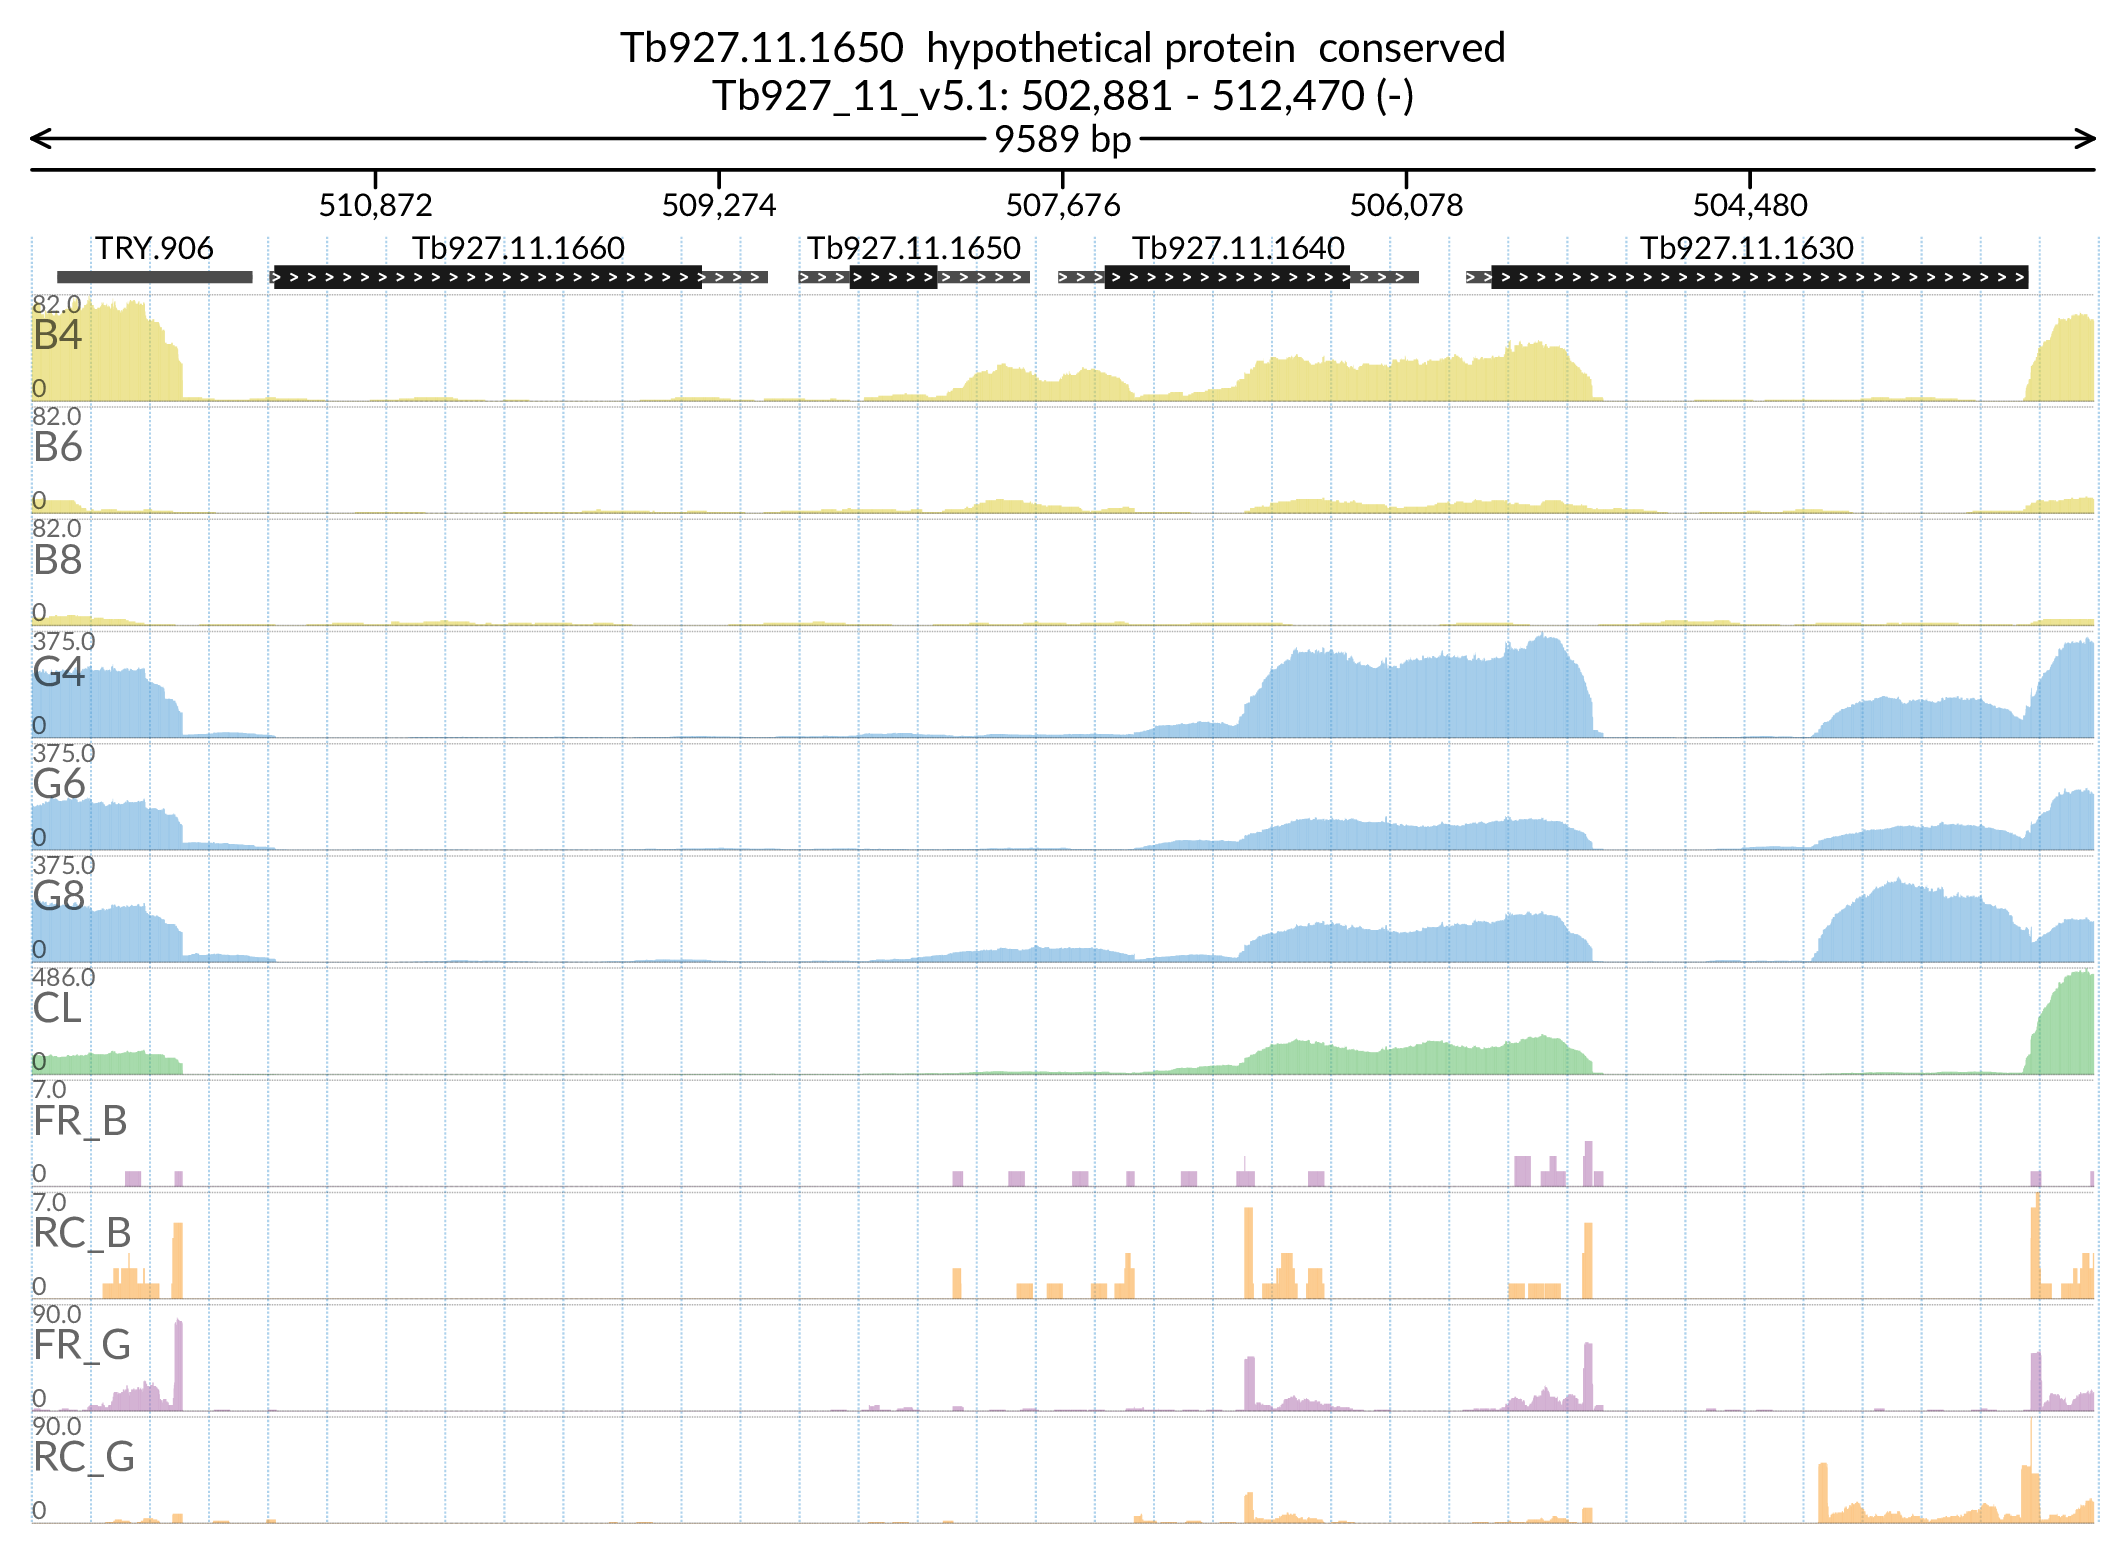 Tb927.11.1650 hypothetical protein conserved
Tb927_11_v5.1: 502,881 - 512,470 (-)
9589 bp
510,872 509,274 507,676 506,078 504,480
TRY.906 Tb927.11.1660 Tb927.11.1650 Tb927.11.1640 Tb927.11.1630
82.0
B4
0
82.0
B6
0
82.0
B8
0
375.0
G4
0
375.0
G6
0
375.0
G8
0
486.0
CL
0
7.0
FR_B
0
7.0
RC_B
0
90.0
FR_G
0
90.0
RC_G
0